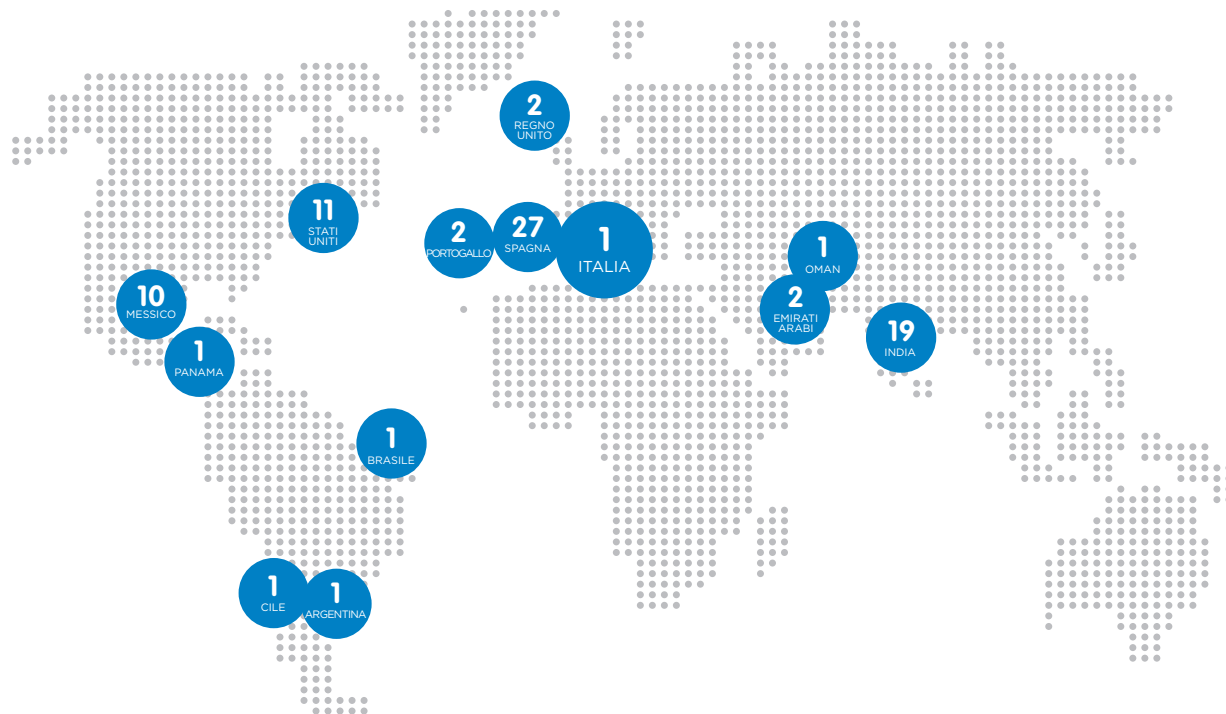 2
REGNO
UNITO
11
STATI
UNITI
2
PORTOGALLO
27
SPAGNA
1
ITALIA
1
OMAN
10
MESSICO
2
EMIRATI
ARABI
19
INDIA
1
PANAMA
1
BRASILE
1
CILE
1
ARGENTINA